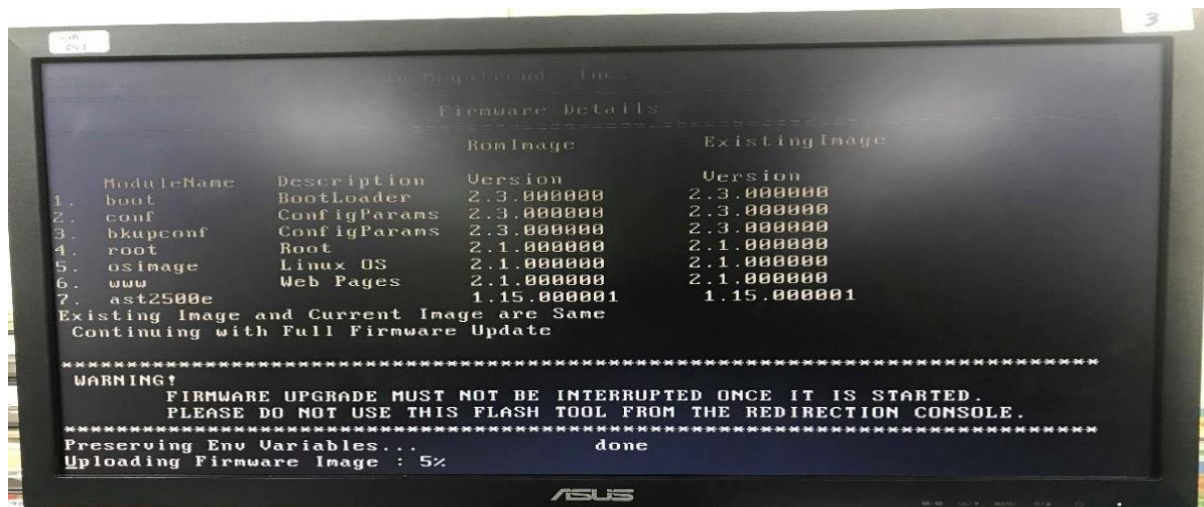 3
Megatrends Inc.
Firmware Details
RomImage ExistingImage
ModuleName Description Version Version
1. boot BootLoader 2.3.000000 2.3.000000
2. conf ConfigParams 2.3.000000 2.3.000000
3. bkupconf ConfigParams 2.3.000000 2.3.000000
4. root Root 2.1.000000 2.1.000000
5. osimage Linux OS 2.1.000000 2.1.000000
6. www Web Pages 2.1.000000 2.1.000000
7. ast2500e 1.15.000001 1.15.000001
Existing Image and Current Image are Same
Continuing with Full Firmware Update
********************************************************************************
WARNING!
FIRMWARE UPGRADE MUST NOT BE INTERRUPTED ONCE IT IS STARTED.
PLEASE DO NOT USE THIS FLASH TOOL FROM THE REDIRECTION CONSOLE.
********************************************************************************
Preserving Env Variables... done
Uploading Firmware Image : 5%
ASUS